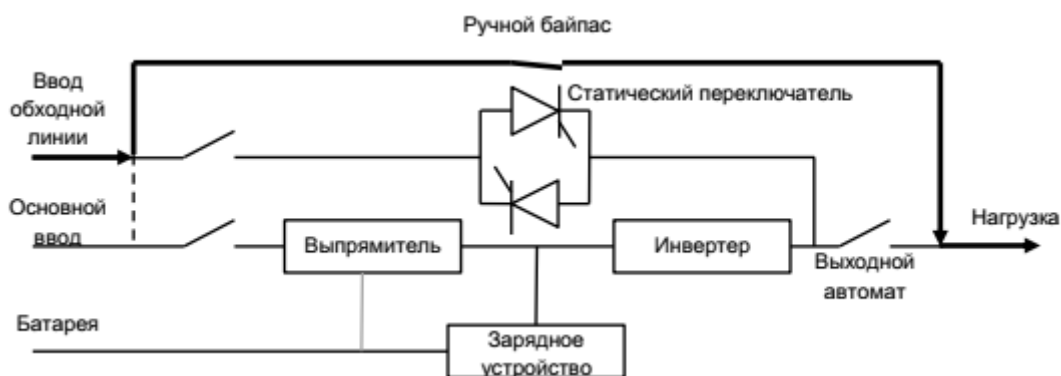 Ручной байпас
Ввод
обходной
линии
Статический переключатель
Основной
ввод
Выпрямитель
Инвертер
Нагрузка
Выходной
автомат
Батарея
Зарядное
устройство